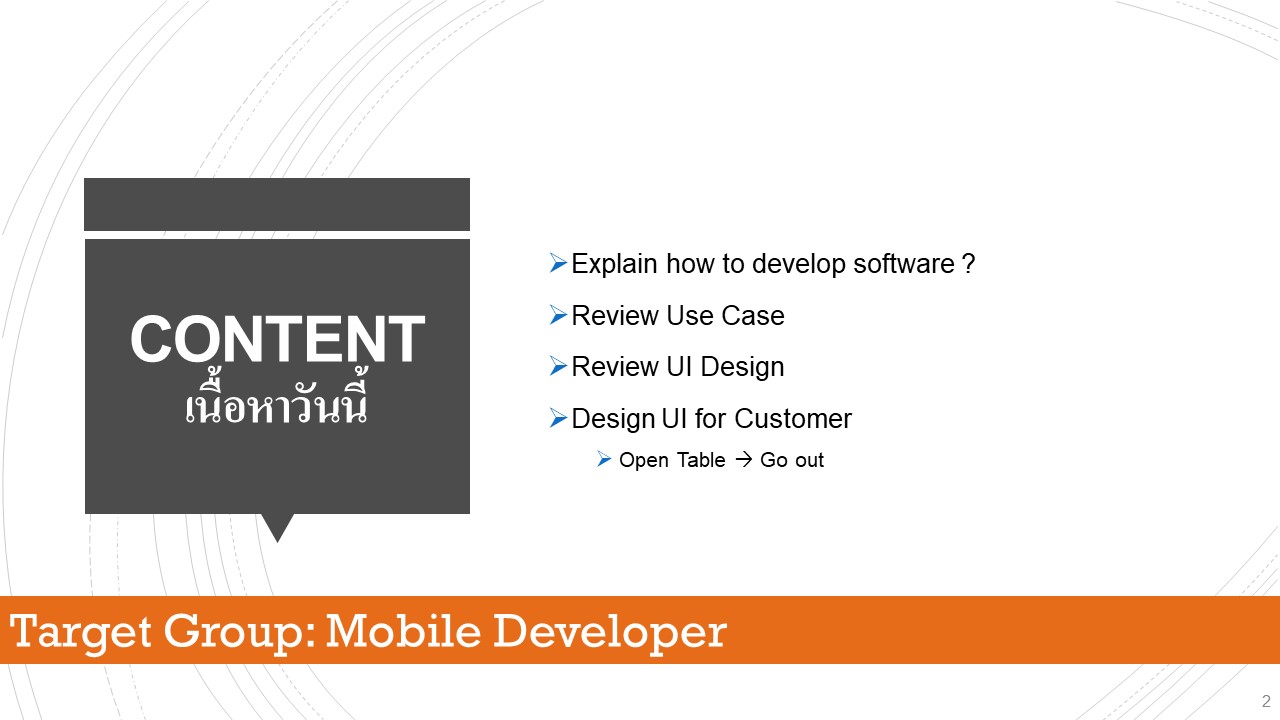 CONTENT
เนื้อหาวันนี้
➢Explain how to develop software ?
➢Review Use Case
➢Review UI Design
➢Design UI for Customer
➢ Open Table → Go out
Target Group: Mobile Developer
2